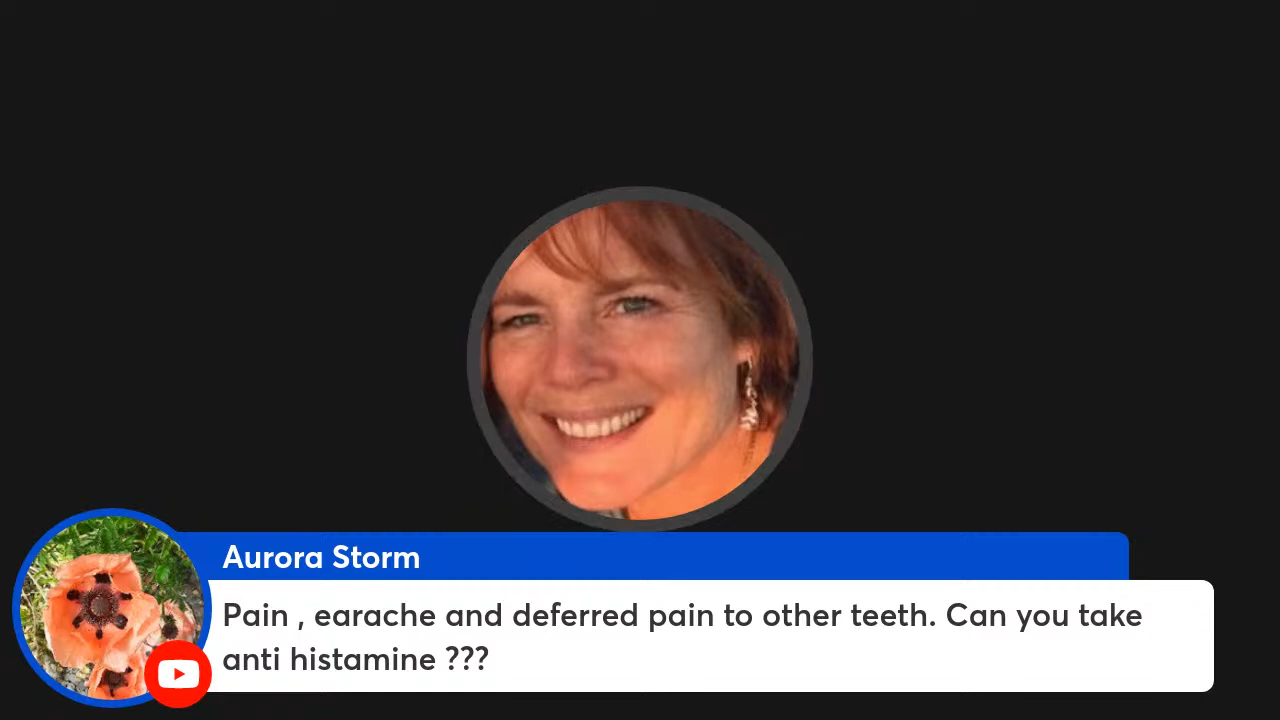 Aurora Storm
Pain , earache and deferred pain to other teeth. Can you take
anti histamine ???